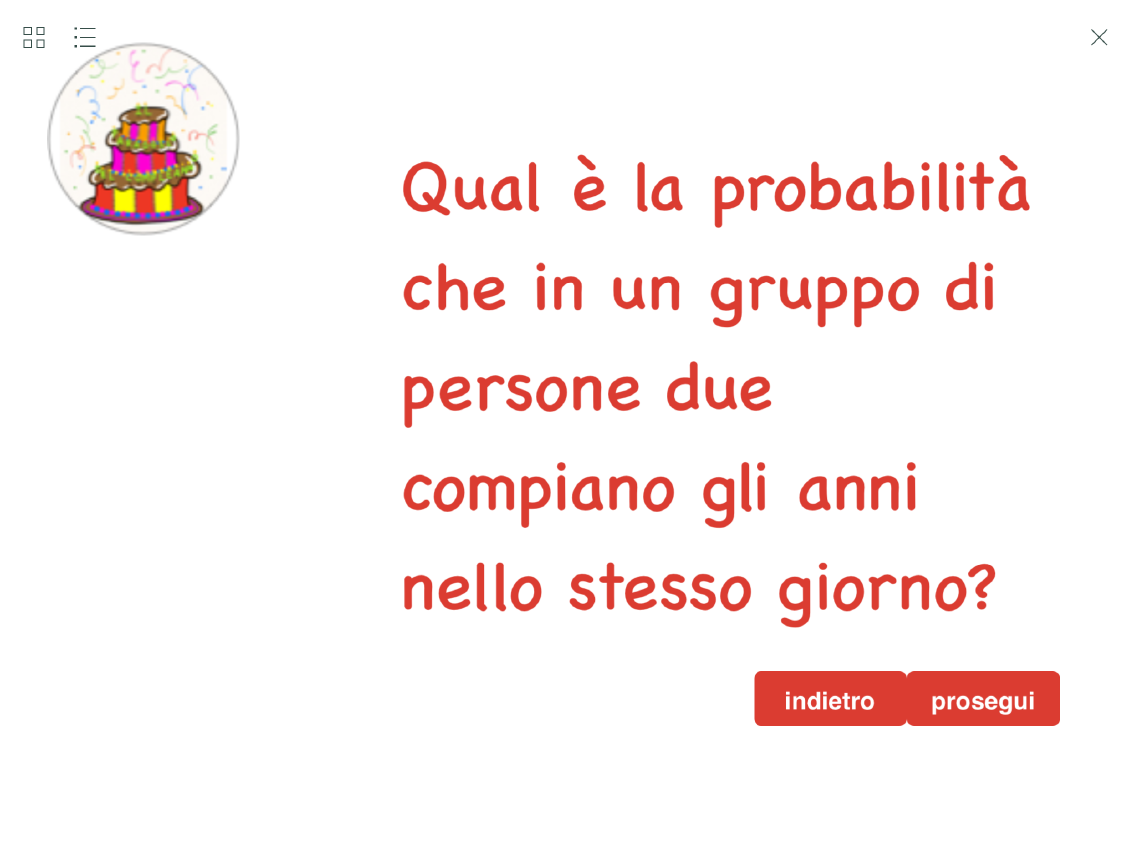 Qual è la probabilità
che in un gruppo di
persone due
compiano gli anni
nello stesso giorno?
indietro prosegui